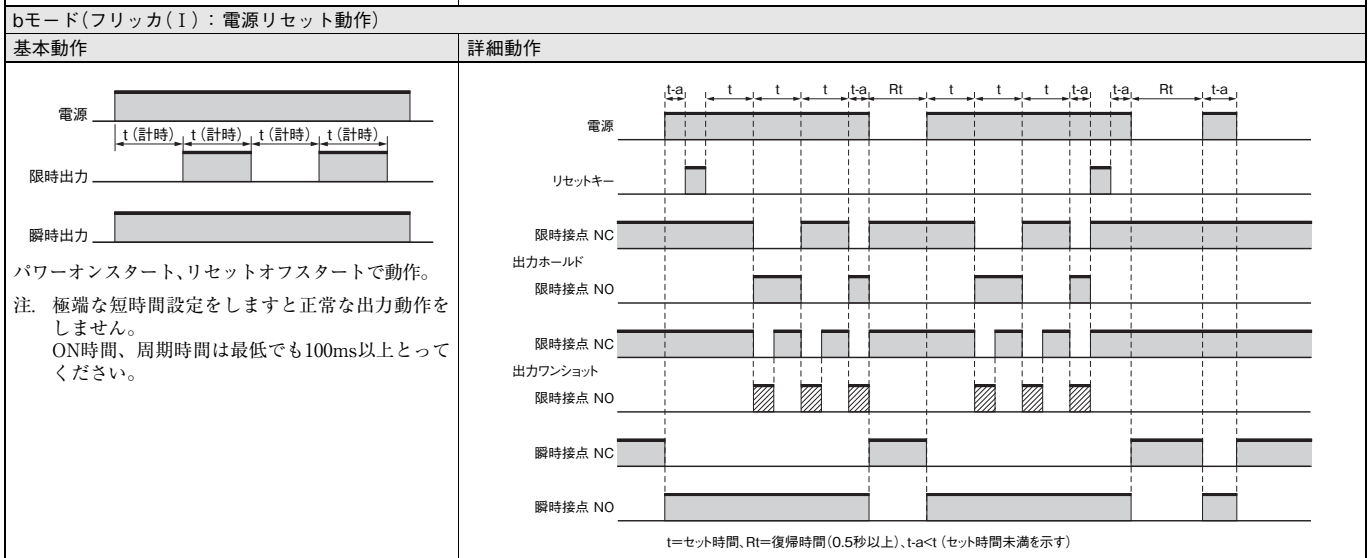 bモード(フリッカ(Ⅰ):電源リセット動作)
基本動作
詳細動作
電源
t(計時) t(計時) t(計時) t(計時)
限時出力
瞬時出力
パワーオンスタート、リセットオフスタートで動作。
注. 極端な短時間設定をしますと正常な出力動作を
しません。
ON時間、周期時間は最低でも100ms以上とって
ください。
t-a t t t t-a Rt t t t t-a t-a Rt t-a
電源
リセットキー
限時接点 NC
出力ホールド
限時接点 NO
限時接点 NC
出力ワンショット
限時接点 NO
瞬時接点 NC
瞬時接点 NO
t=セット時間、Rt=復帰時間(0.5秒以上)、t-a<t (セット時間未満を示す)